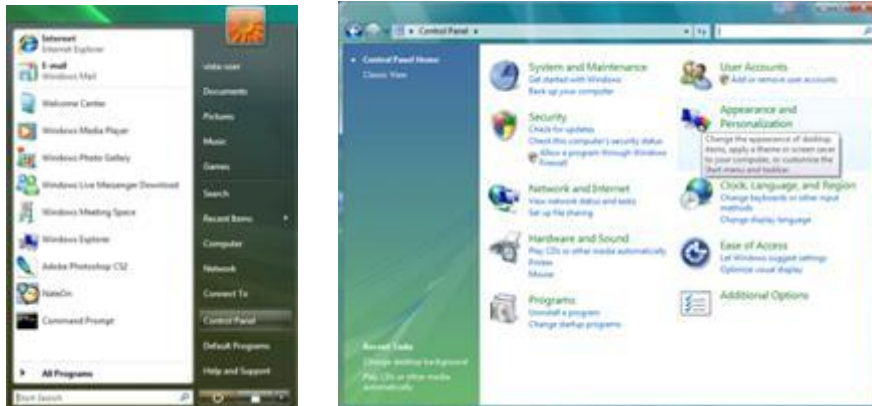 Internet
Internet Explorer
E-mail
Windows Mail
Welcome Center
Windows Media Player
Windows Photo Gallery
Windows Live Messenger Download
Windows Meeting Space
Windows Explorer
Adobe Photoshop CS2
NateOn
Command Prompt
All Programs
Start Search
vista user
Documents
Pictures
Music
Games
Search
Recent Items
Computer
Network
Connect To
Control Panel
Default Programs
Help and Support
Control Panel
Control Panel Home
Classic View
System and Maintenance
Get started with Windows
Back up your computer
Security
Check for updates
Check this computer's security status
Allow a program through Windows
Firewall
Network and Internet
View network status and tasks
Set up file sharing
Hardware and Sound
Play CDs or other media automatically
Printer
Mouse
Programs
Uninstall a program
Change startup programs
User Accounts
Add or remove user accounts
Appearance and
Personalization
Change the appearance of desktop
items, apply a theme or screen saver
to your computer, or customize the
Start menu and taskbar.
Clock, Language, and Region
Change keyboards or other input
methods
Change display language
Ease of Access
Let Windows suggest settings
Optimize visual display
Additional Options
Recent Tasks
Change desktop background
Play CDs or other media
automatically